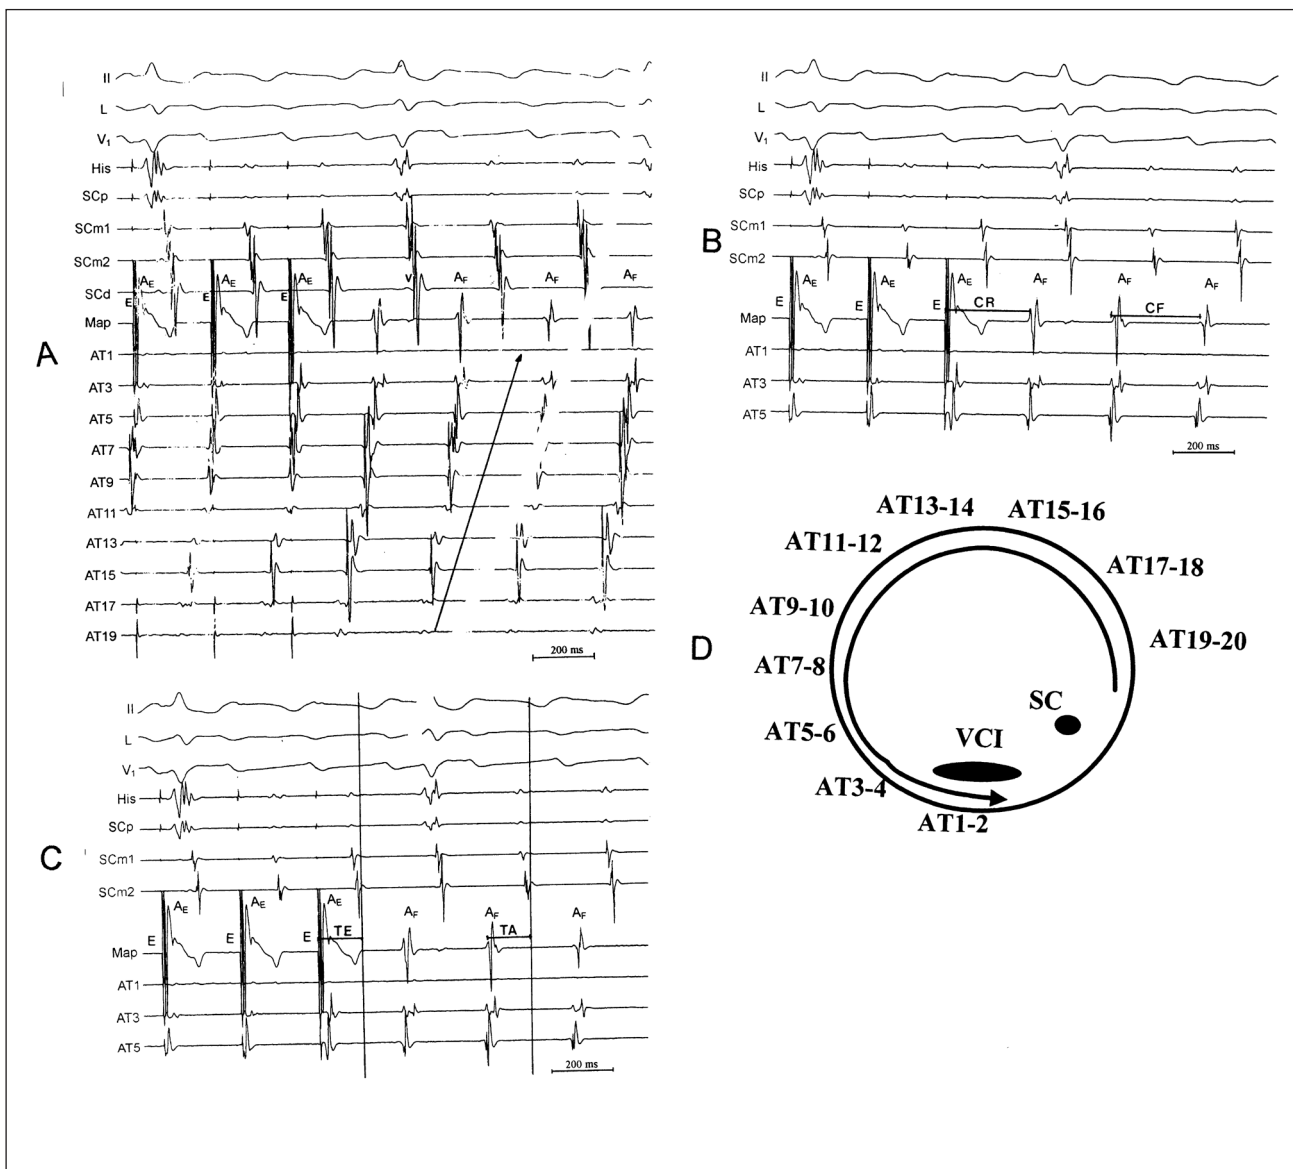 A
II
L
V1
His
SCp
SCm1
SCm2
SCd
Map
AT1
AT3
AT5
AT7
AT9
AT11
AT13
AT15
AT17
AT19
AE AE AE V AF AF AF
E E E
200 ms
B
II
L
V1
His
SCp
SCm1
SCm2
Map
AT1
AT3
AT5
AE AE AE AF AF AF
E E E CR CF
200 ms
C
II
L
V1
His
SCp
SCm1
SCm2
Map
AT1
AT3
AT5
AE AE AE AF AF AF
E E E TE TA
200 ms
D
AT13-14 AT15-16
AT11-12
AT17-18
AT9-10
AT19-20
AT7-8
SC
AT5-6
VCI
AT3-4
AT1-2